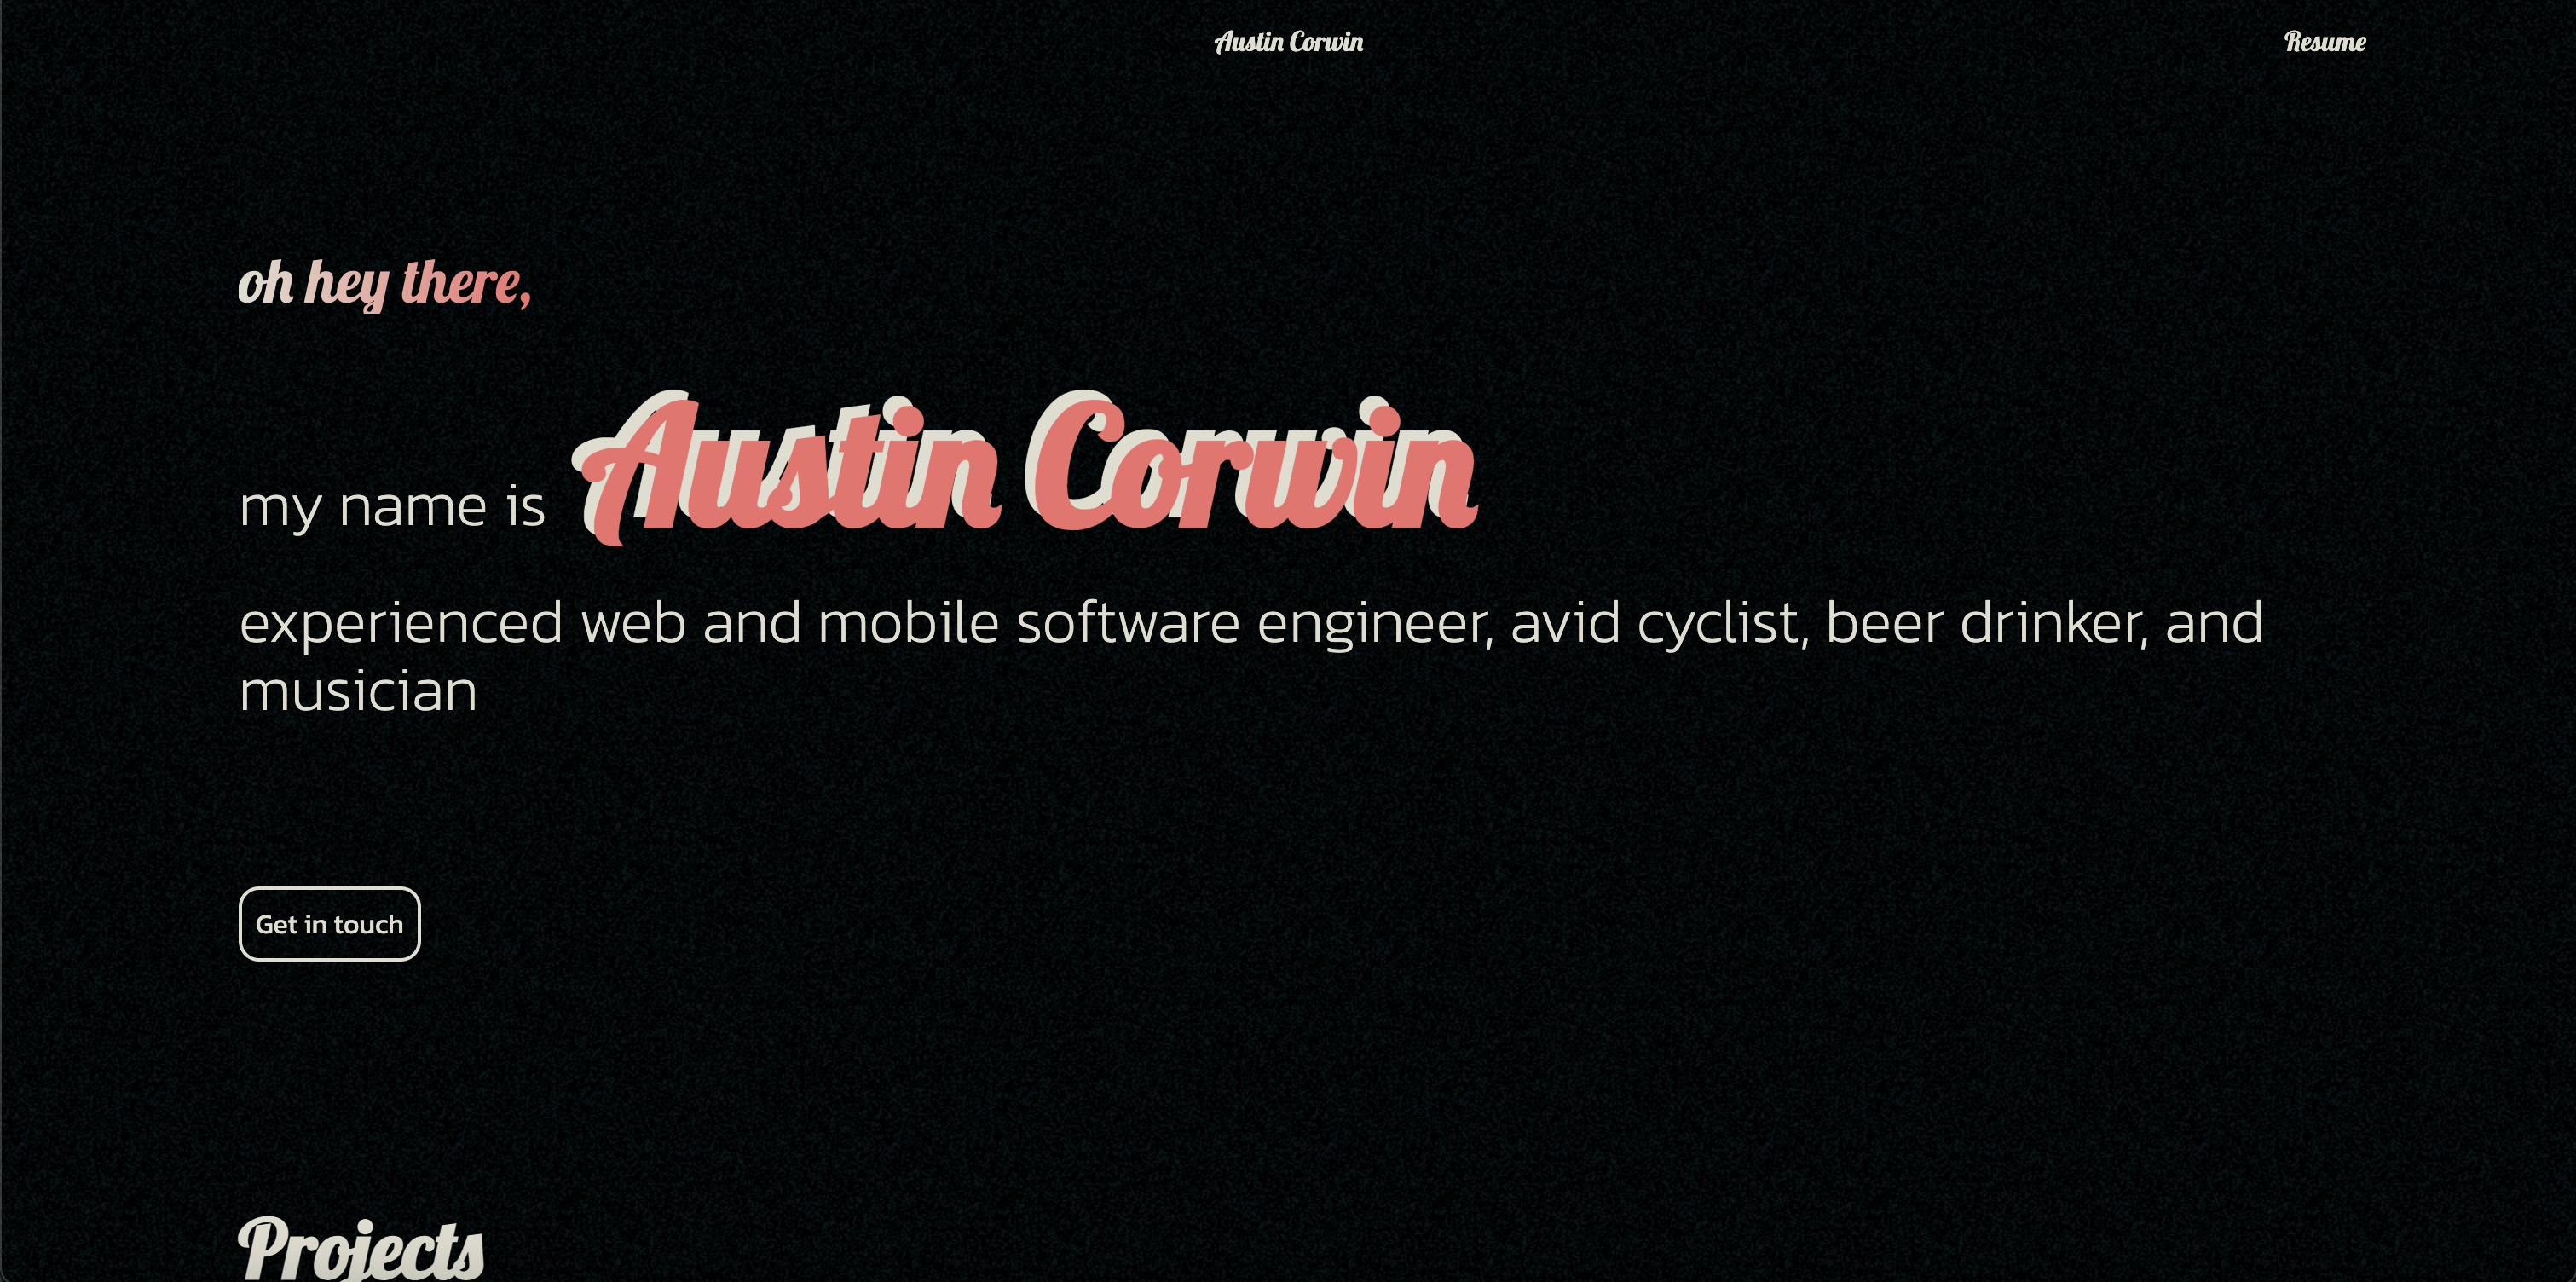 Austin Corwin
Resume
oh hey there,
my name is Austin Corwin
experienced web and mobile software engineer, avid cyclist, beer drinker, and
musician
Get in touch
Projects